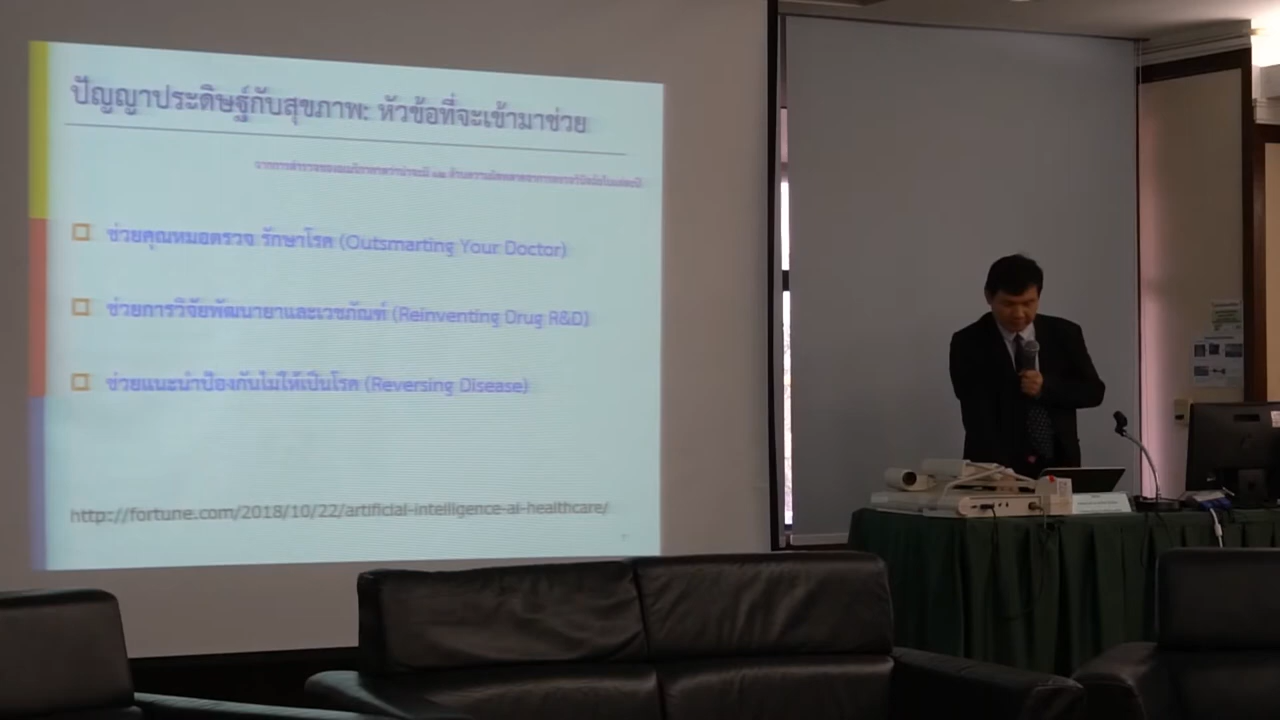 ปัญญาประดิษฐ์กับสุขภาพ: หัวข้อที่จะเข้ามาช่วย
ช่วยคุณหมอตรวจ รักษาโรค (Outsmarting Your Doctor)
ช่วยการวิจัยพัฒนายาและเวชภัณฑ์ (Reinventing Drug R&D)
ช่วยแนะนำป้องกันไม่ให้เป็นโรค (Reversing Disease)
http://fortune.com/2018/10/22/artificial-intelligence-ai-healthcare/